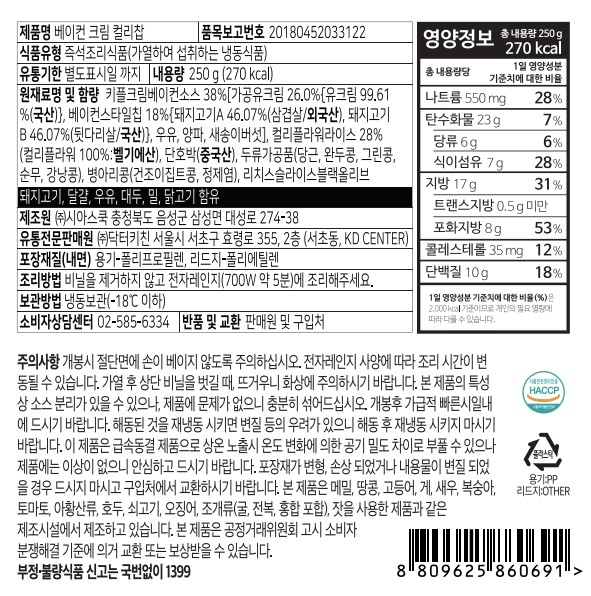 제품명 베이컨 크림 컬리찹 품목보고번호 20180452033122
식품유형 즉석조리식품(가열하여 섭취하는 냉동식품)
유통기한 별도표시일 까지 내용량 250 g (270 kcal)
원재료명 및 함량 키플크림베이컨소스 38%[가공유크림 26.0%{유크림 99.61
%(국산)}, 베이컨스타일칩 18%{돼지고기A 46.07%(삼겹살/외국산), 돼지고기
B 46.07%(뒷다리살/국산)}, 우유, 양파, 새송이버섯], 컬리플라워라이스 28%
(컬리플라워 100%:벨기에산), 단호박(중국산), 두류가공품(당근, 완두콩, 그린콩,
순무, 강낭콩), 병아리콩(건조이집트콩, 정제염), 리치스슬라이스블랙올리브
돼지고기, 달걀, 우유, 대두, 밀, 닭고기 함유
제조원 ㈜시아스쿡 충청북도 음성군 삼성면 대성로 274-38
유통전문판매원 ㈜닥터키친 서울시 서초구 효령로 355, 2층 (서초동, KD CENTER)
포장재질(내면) 용기-폴리프로필렌, 리드지-폴리에틸렌
조리방법 비닐을 제거하지 않고 전자레인지(700W 약 5분)에 조리해주세요.
보관방법 냉동보관(-18℃ 이하)
소비자상담센터 02-585-6334 반품 및 교환 판매원 및 구입처
영양정보 총 내용량 250 g
270 kcal
총 내용량당 1일 영양성분
기준치에 대한 비율
나트륨 550 mg 28%
탄수화물 23 g 7%
당류 6 g 6%
식이섬유 7 g 28%
지방 17 g 31%
트랜스지방 0.5 g 미만
포화지방 8 g 53%
콜레스테롤 35 mg 12%
단백질 10 g 18%
1일 영양성분 기준치에 대한 비율(%)은
2,000 kcal 기준이므로 개인의 필요 열량에
따라 다를 수 있습니다.
주의사항 개봉시 절단면에 손이 베이지 않도록 주의하십시오. 전자레인지 사양에 따라 조리 시간이 변
동될 수 있습니다. 가열 후 상단 비닐을 벗길 때, 뜨거우니 화상에 주의하시기 바랍니다. 본 제품의 특성
상 소스 분리가 있을 수 있으나, 제품에 문제가 없으니 충분히 섞어드십시오. 개봉후 가급적 빠른시일내
에 드시기 바랍니다. 해동된 것을 재냉동 시키면 변질 등의 우려가 있으니 해동 후 재냉동 시키지 마시기
바랍니다. 이 제품은 급속동결 제품으로 상온 노출시 온도 변화에 의한 공기 밀도 차이로 부풀 수 있으나
제품에는 이상이 없으니 안심하고 드시기 바랍니다. 포장재가 변형, 손상 되었거나 내용물이 변질 되었
을 경우 드시지 마시고 구입처에서 교환하시기 바랍니다. 본 제품은 메밀, 땅콩, 고등어, 게, 새우, 복숭아,
토마토, 아황산류, 호두, 쇠고기, 오징어, 조개류(굴, 전복, 홍합 포함), 잣을 사용한 제품과 같은
제조시설에서 제조하고 있습니다. 본 제품은 공정거래위원회 고시 소비자
분쟁해결 기준에 의거 교환 또는 보상받을 수 있습니다.
부정·불량식품 신고는 국번없이 1399
HACCP
플라스틱
용기:PP
리드지:OTHER
8 809625 860691 >